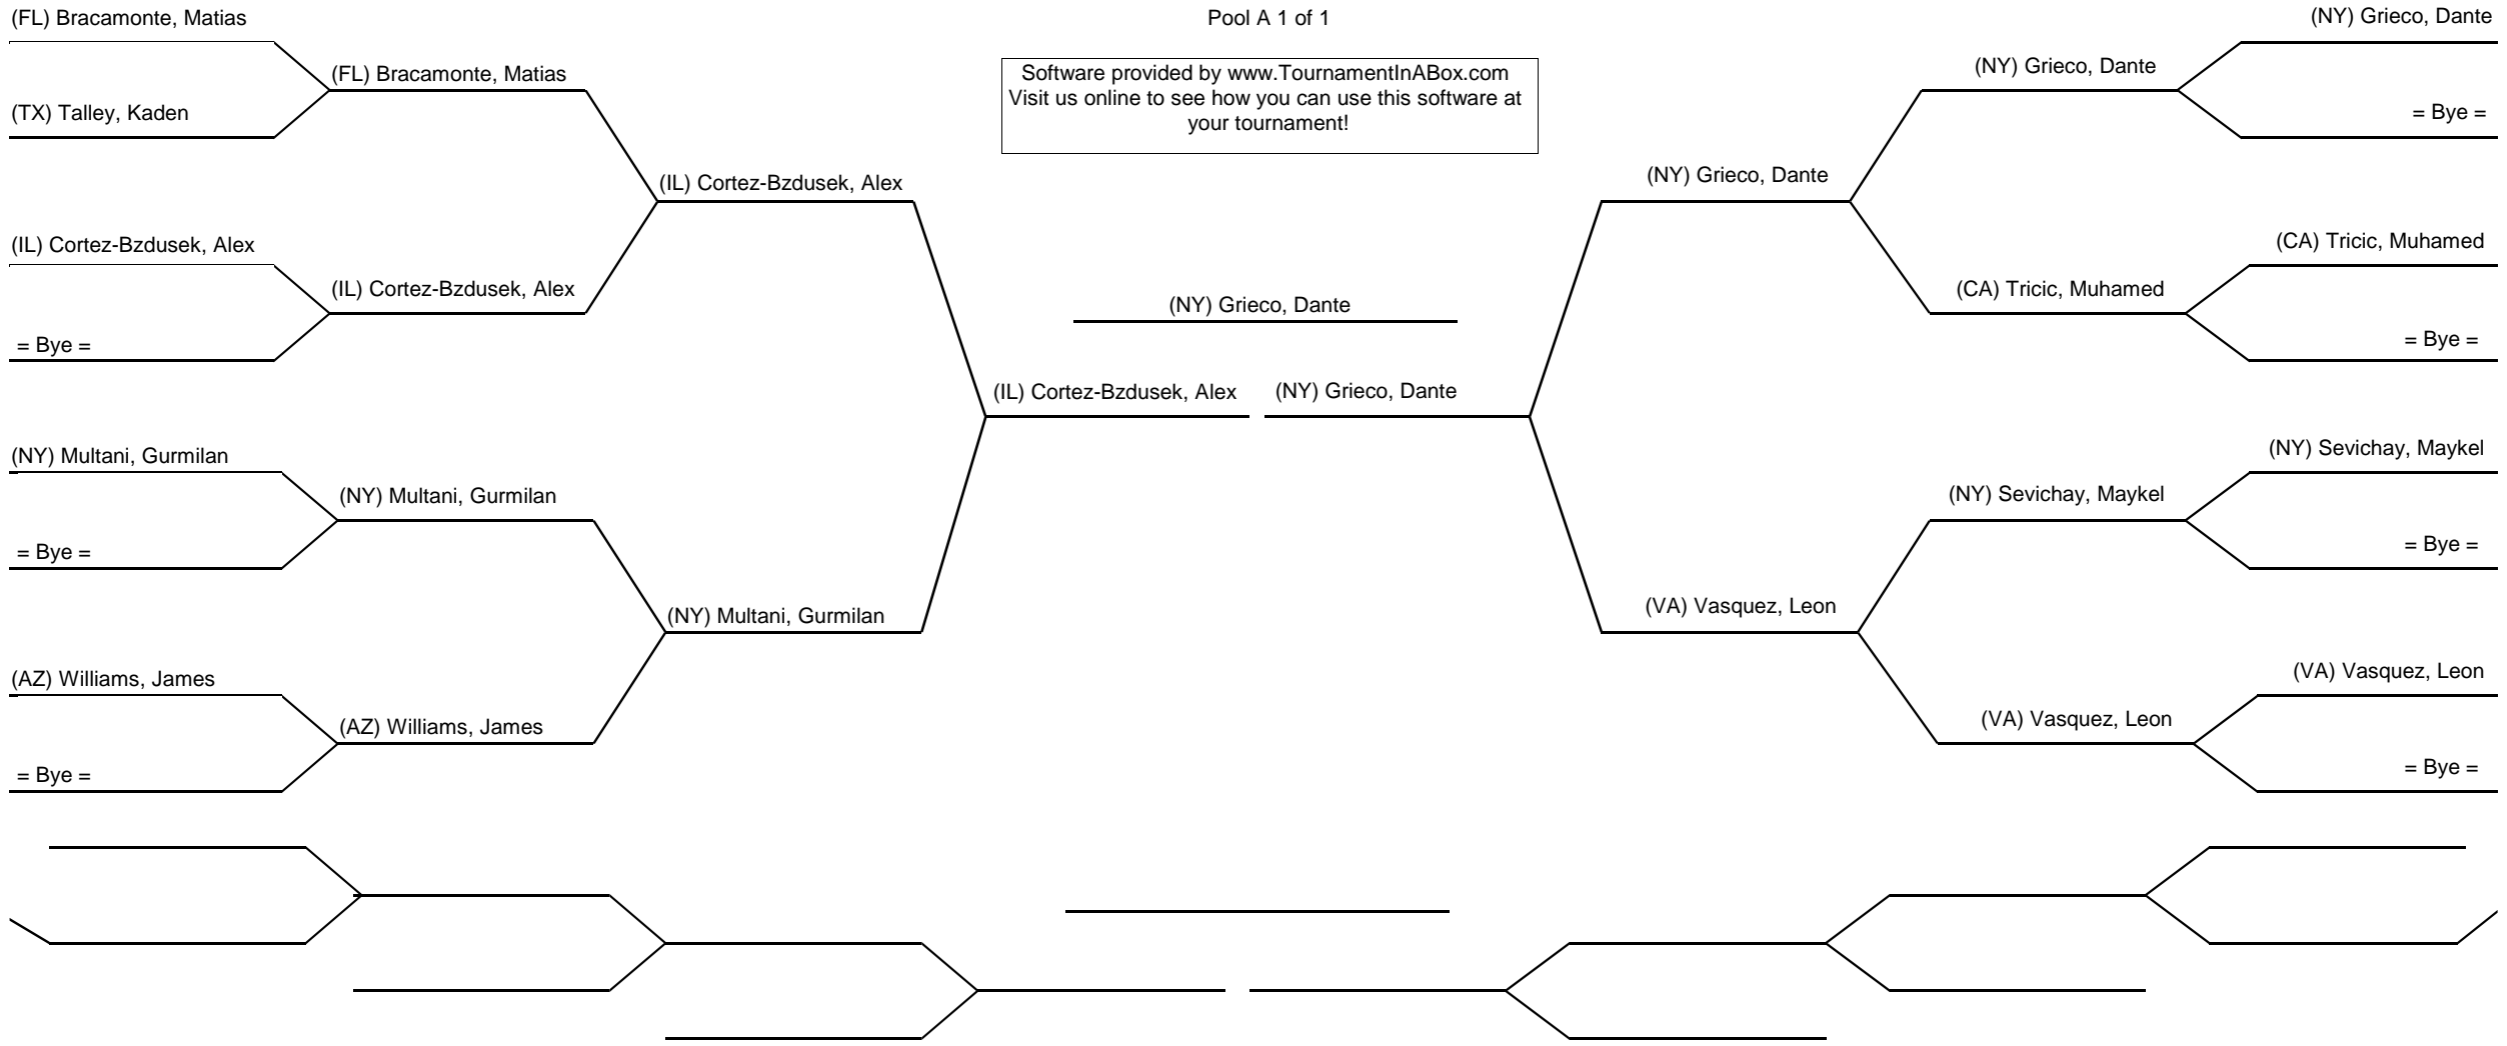 (FL) Bracamonte, Matias
Pool A 1 of 1
(NY) Grieco, Dante
(FL) Bracamonte, Matias
Software provided by www.TournamentInABox.com
Visit us online to see how you can use this software at
your tournament!
(NY) Grieco, Dante
(TX) Talley, Kaden
= Bye =
(IL) Cortez-Bzdusek, Alex
(NY) Grieco, Dante
(IL) Cortez-Bzdusek, Alex
(CA) Tricic, Muhamed
(IL) Cortez-Bzdusek, Alex
(NY) Grieco, Dante
(CA) Tricic, Muhamed
= Bye =
= Bye =
(IL) Cortez-Bzdusek, Alex
(NY) Grieco, Dante
(NY) Multani, Gurmilan
(NY) Sevichay, Maykel
(NY) Multani, Gurmilan
(NY) Sevichay, Maykel
= Bye =
= Bye =
(NY) Multani, Gurmilan
(VA) Vasquez, Leon
(AZ) Williams, James
(VA) Vasquez, Leon
(AZ) Williams, James
(VA) Vasquez, Leon
= Bye =
= Bye =